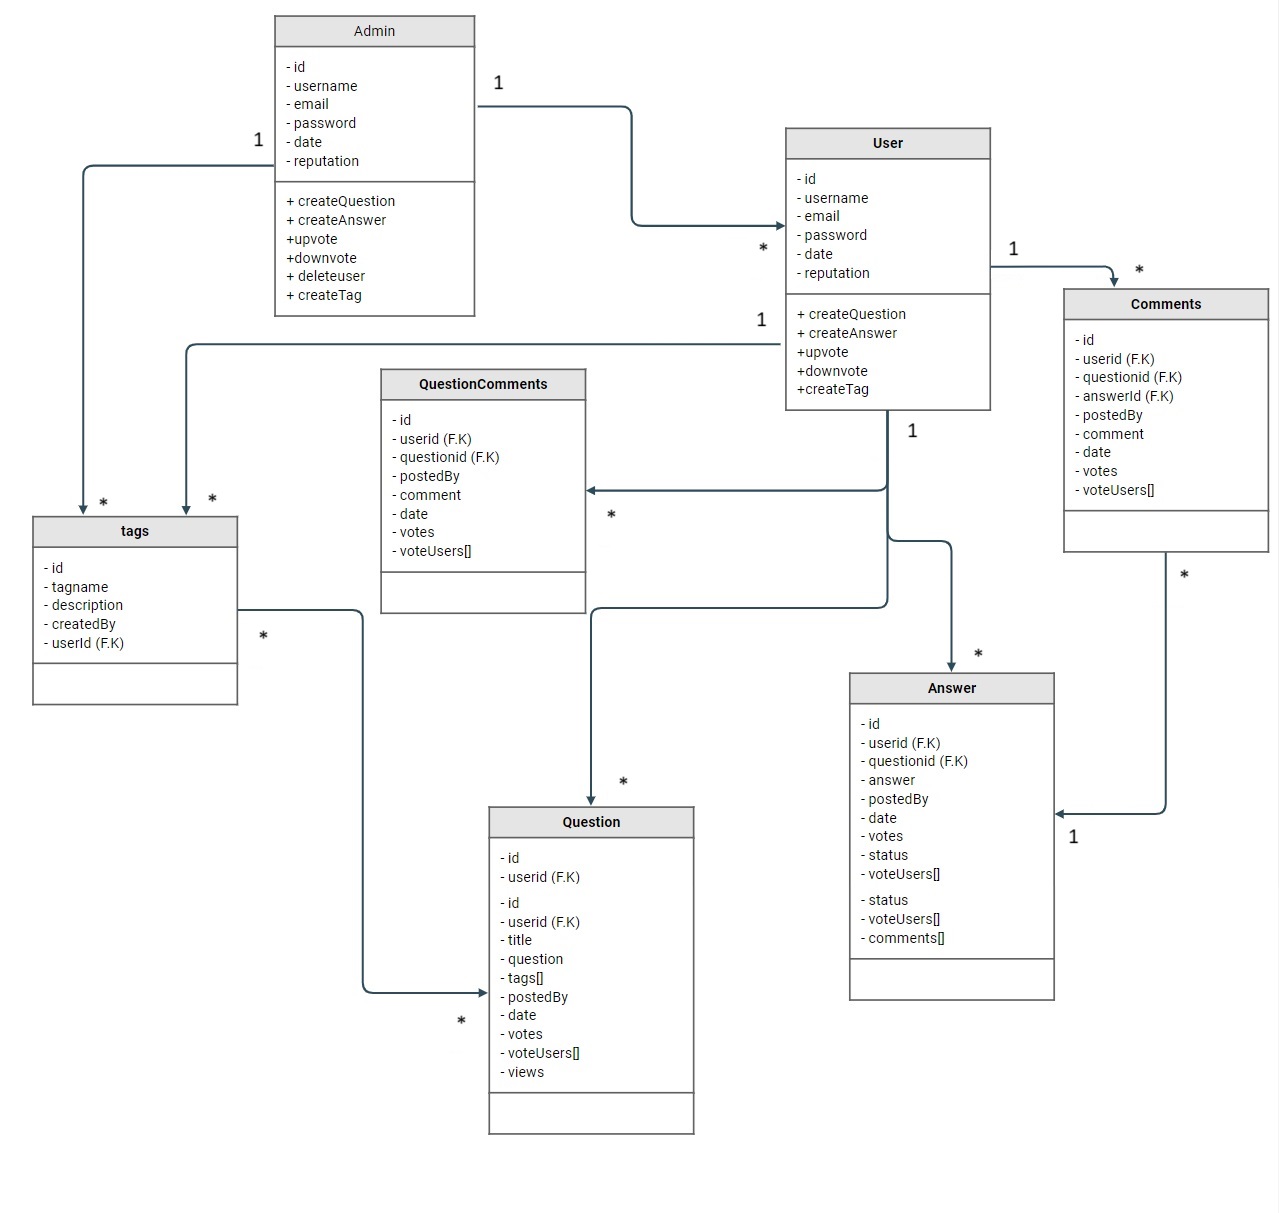 Admin
- id
- username
- email
- password
- date
- reputation
+ createQuestion
+ createAnswer
+upvote
+downvote
+ deleteuser
+ createTag
1
1
*
User
- id
- username
- email
- password
- date
- reputation
+ createQuestion
+ createAnswer
+upvote
+downvote
+createTag
1
*
1
1
Comments
- id
- userid (F.K)
- questionid (F.K)
- answerId (F.K)
- postedBy
- comment
- date
- votes
- voteUsers[]
*
QuestionComments
- id
- userid (F.K)
- questionid (F.K)
- postedBy
- comment
- date
- votes
- voteUsers[]
*
*
*
tags
- id
- tagname
- description
- createdBy
- userId (F.K)
*
*
Answer
- id
- userid (F.K)
- questionid (F.K)
- answer
- postedBy
- date
- votes
- status
- voteUsers[]
- status
- voteUsers[]
- comments[]
1
*
Question
- id
- userid (F.K)
- id
- userid (F.K)
- title
- question
- tags[]
- postedBy
- date
- votes
- voteUsers[]
- views
*